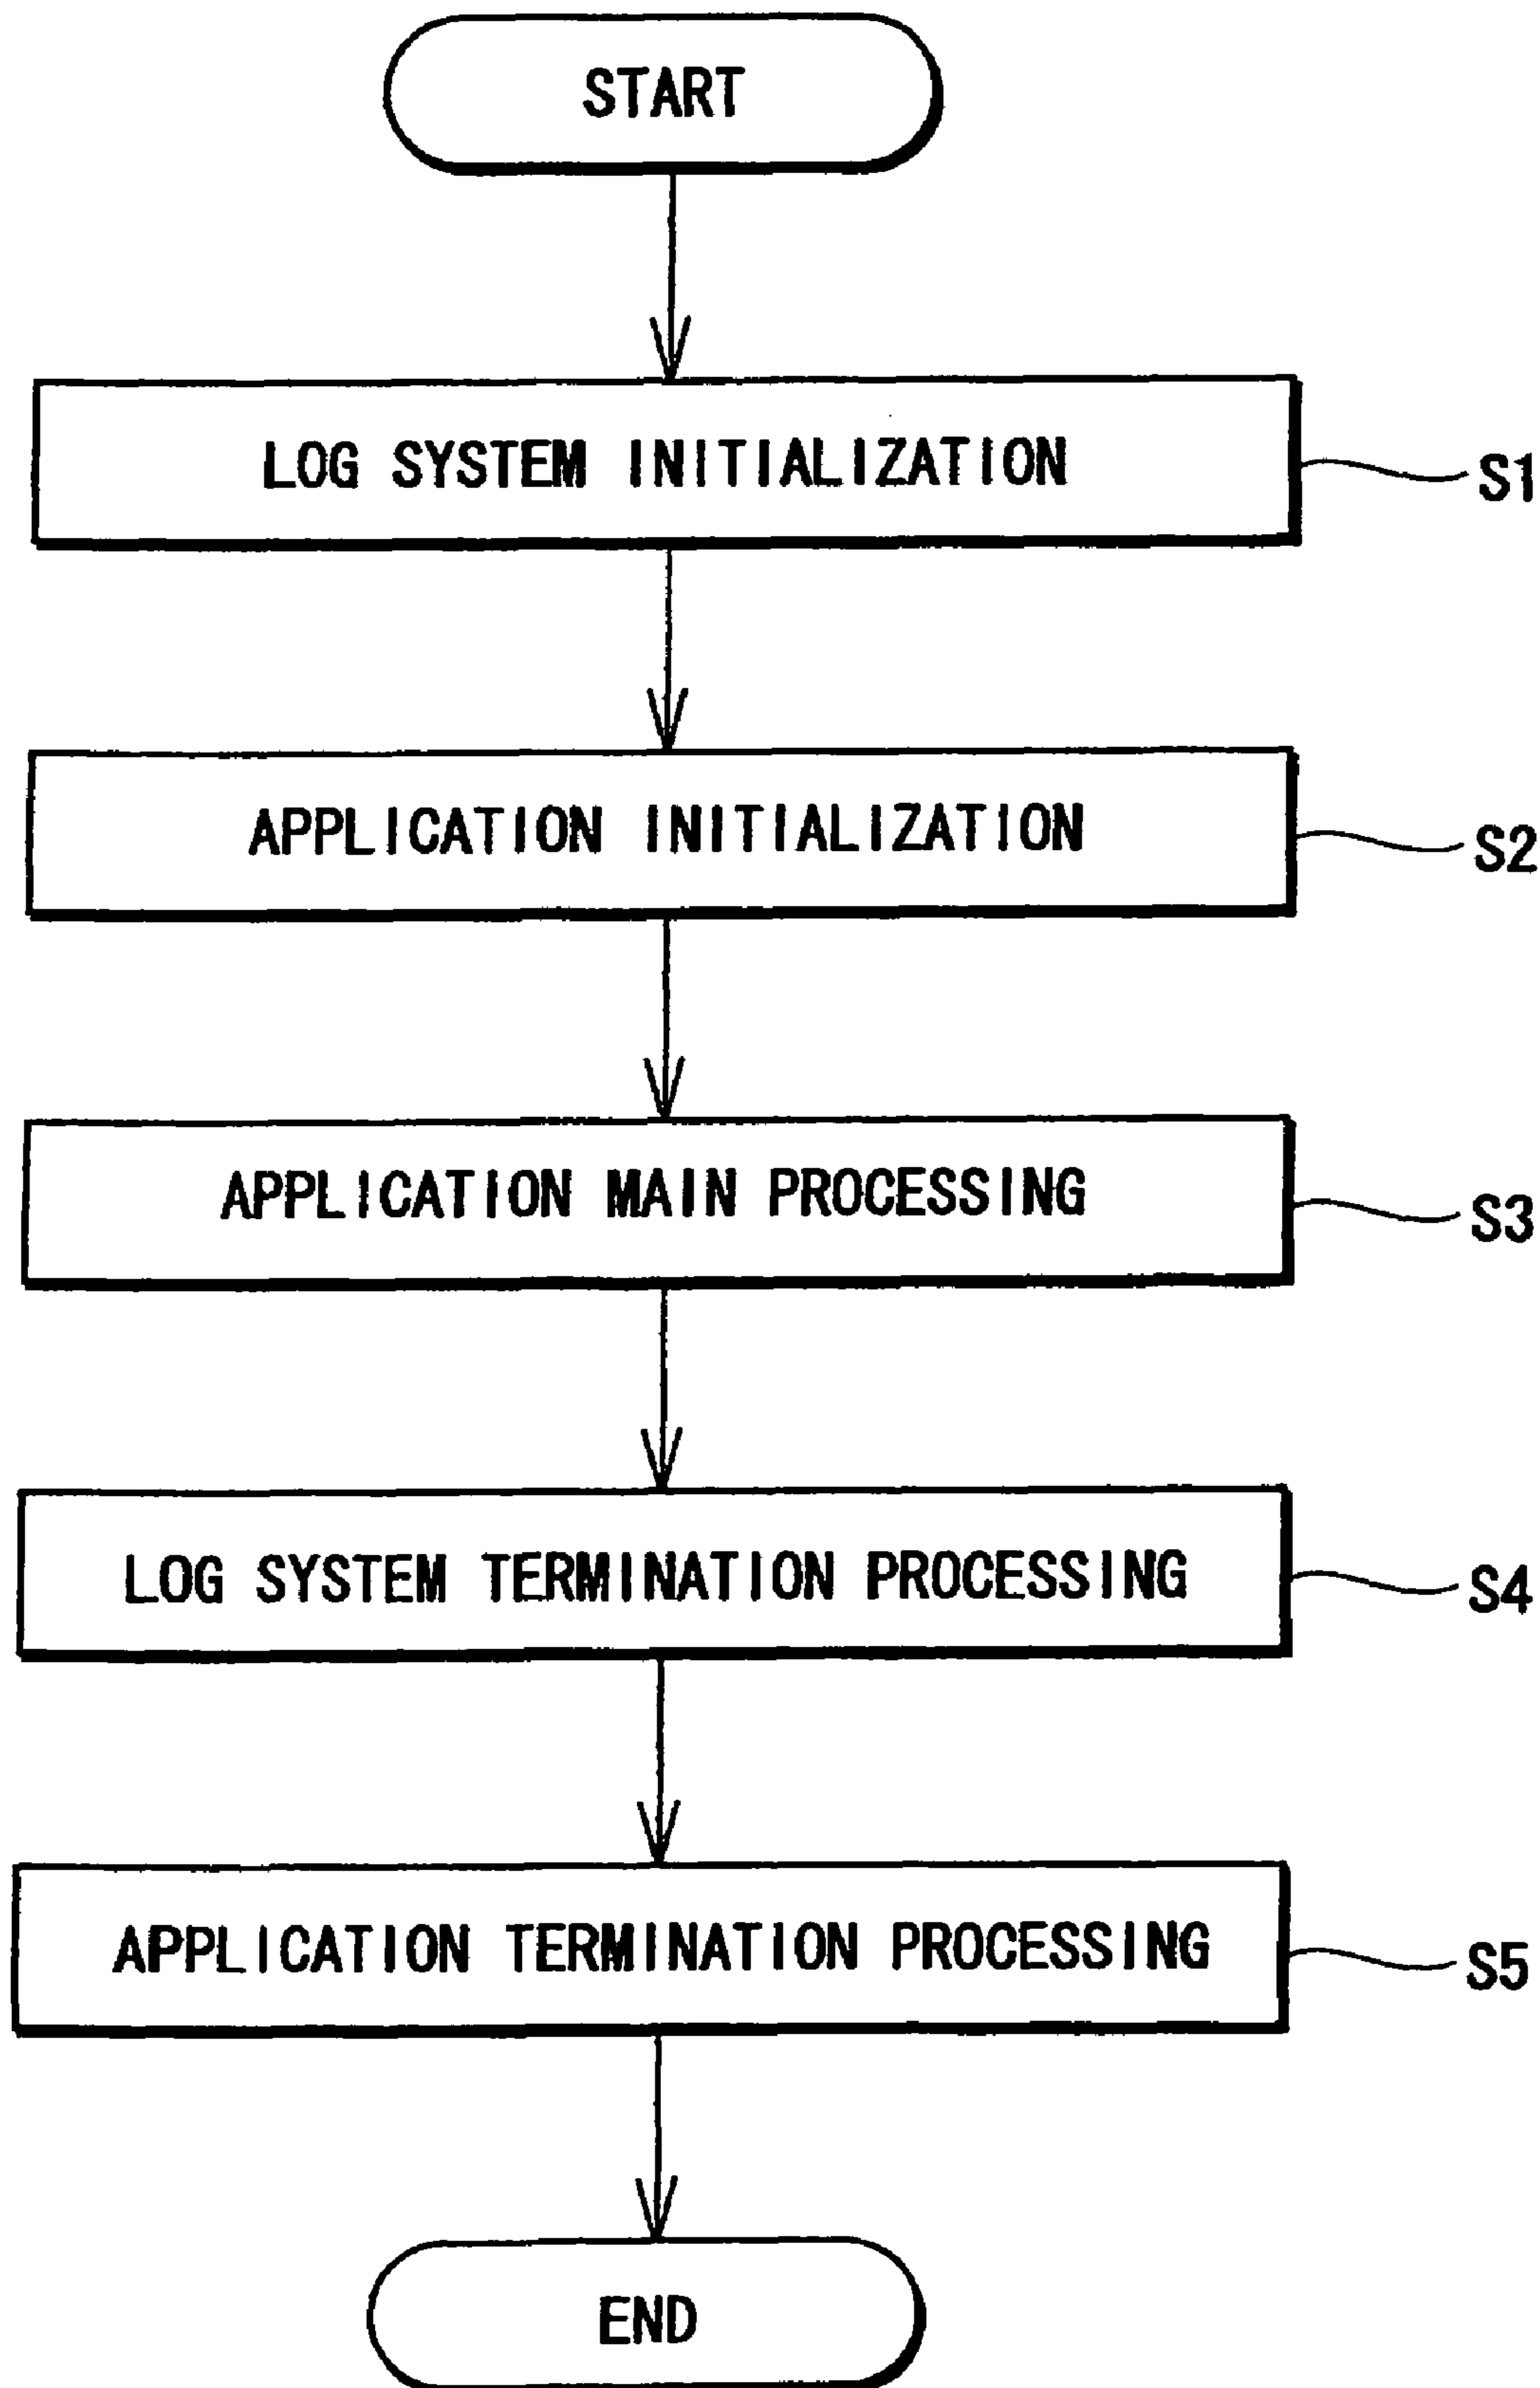 START
LOG SYSTEM INITIALIZATION
S1
APPLICATION INITIALIZATION
S2
APPLICATION MAIN PROCESSING
S3
LOG SYSTEM TERMINATION PROCESSING
S4
APPLICATION TERMINATION PROCESSING
S5
END